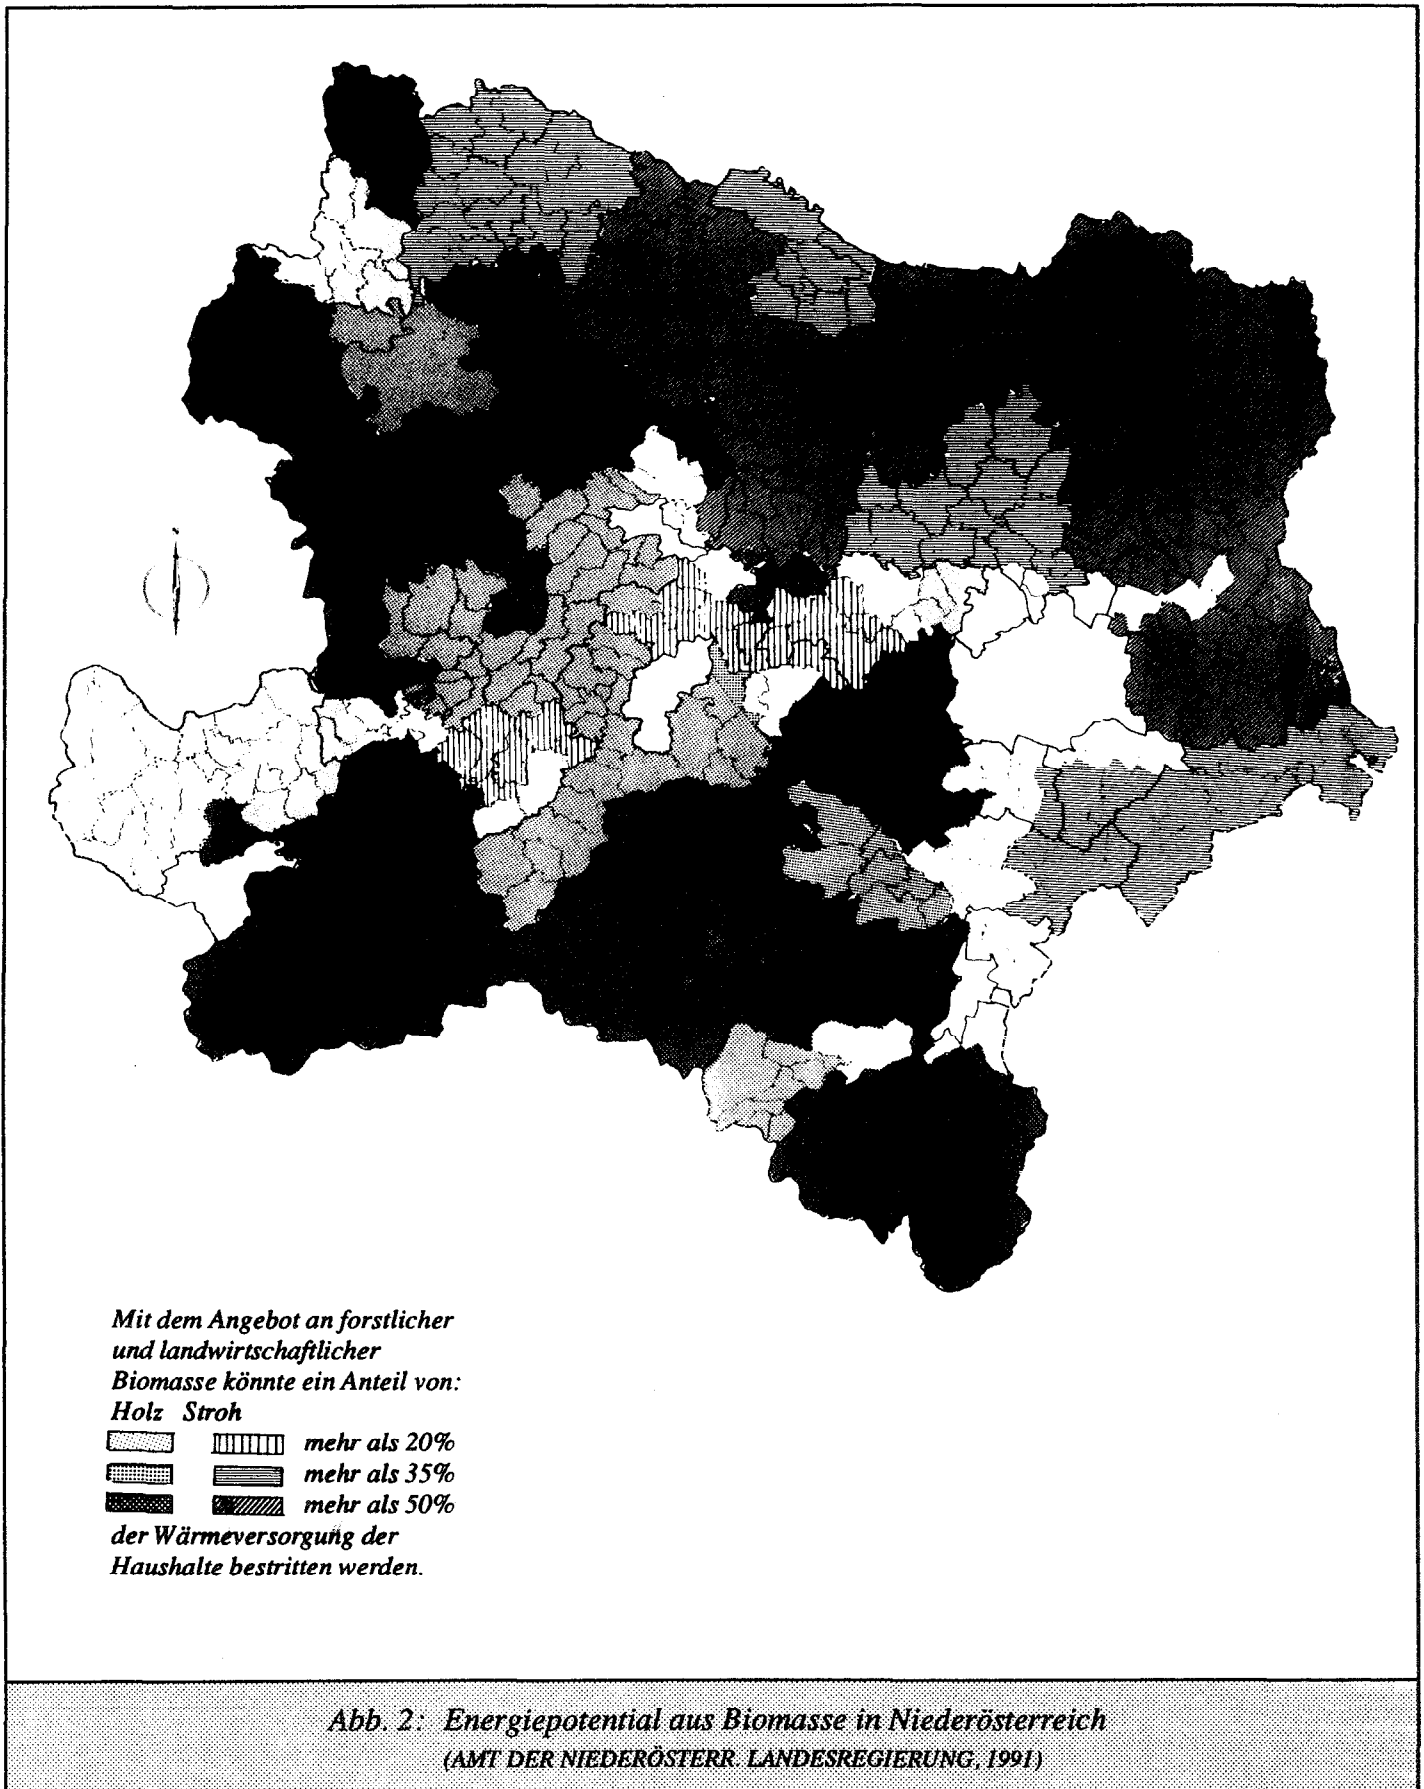 Mit dem Angebot an forstlicher
und landwirtschaftlicher
Biomasse könnte ein Anteil von:
Holz Stroh
mehr als 20%
mehr als 35%
mehr als 50%
der Wärmeversorgung der
Haushalte bestritten werden.
Abb. 2: Energiepotential aus Biomasse in Niederösterreich
(AMT DER NIEDERÖSTERR. LANDESREGIERUNG, 1991)